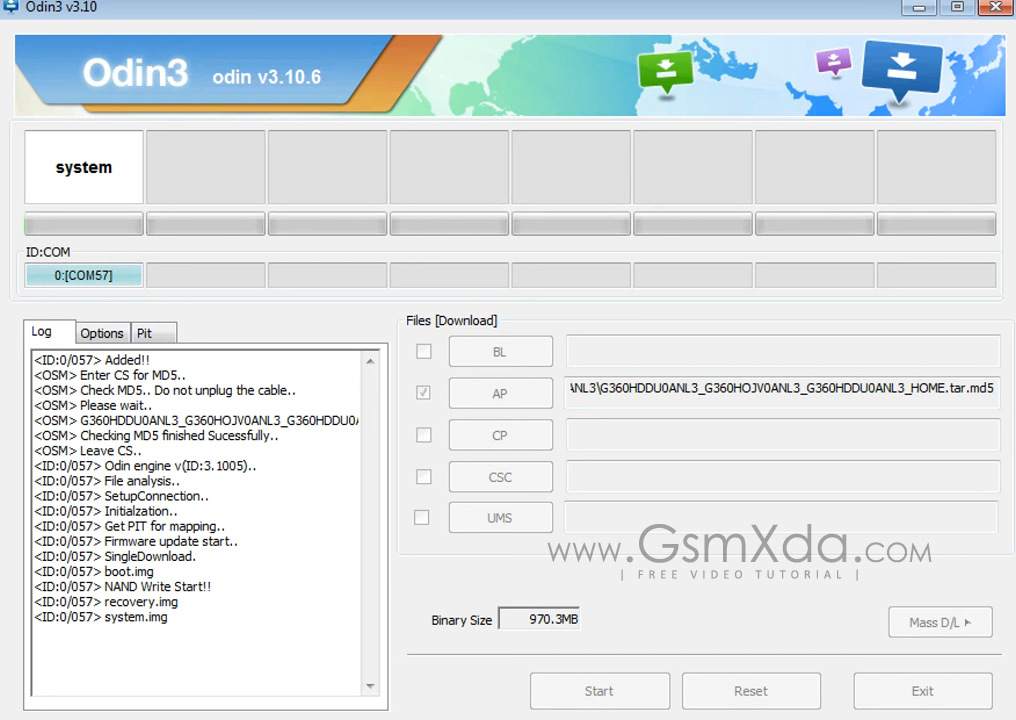 Odin3 v3.10
Odin3 odin v3.10.6
system
ID:COM
0:[COM57]
Log Options Pit
<ID:0/057> Added!!
<OSM> Enter CS for MD5..
<OSM> Check MD5.. Do not unplug the cable..
<OSM> Please wait..
<OSM> G360HDDU0ANL3_G360HOJV0ANL3_G360HDDU0A
<OSM> Checking MD5 finished Sucessfully..
<OSM> Leave CS..
<ID:0/057> Odin engine v(ID:3.1005)..
<ID:0/057> File analysis..
<ID:0/057> SetupConnection..
<ID:0/057> Initialzation..
<ID:0/057> Get PIT for mapping..
<ID:0/057> Firmware update start..
<ID:0/057> SingleDownload.
<ID:0/057> boot.img
<ID:0/057> NAND Write Start!!
<ID:0/057> recovery.img
<ID:0/057> system.img
Files [Download]
BL
AP ANL3\G360HDDU0ANL3_G360HOJV0ANL3_G360HDDU0ANL3_HOME.tar.md5
CP
CSC
UMS
www.GsmXda.com
| FREE VIDEO TUTORIAL |
Binary Size 970.3MB
Mass D/L
Start Reset Exit